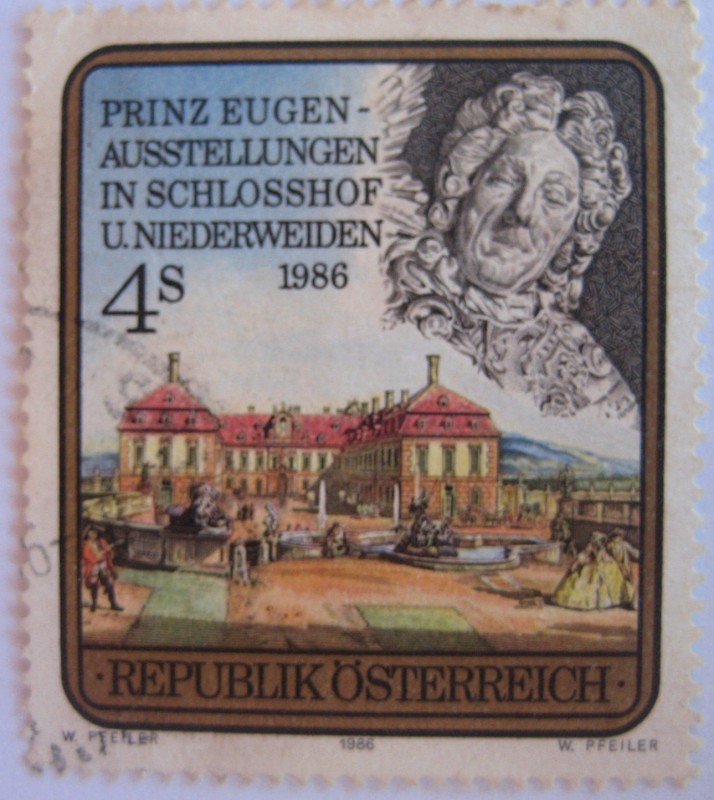 PRINZ EUGEN-
AUSSTELLUNGEN
IN SCHLOSSHOF
U. NIEDERWEIDEN
1986
4S
·REPUBLIK ÖSTERREICH·
W. PFEILER 1986 W. PFEILER